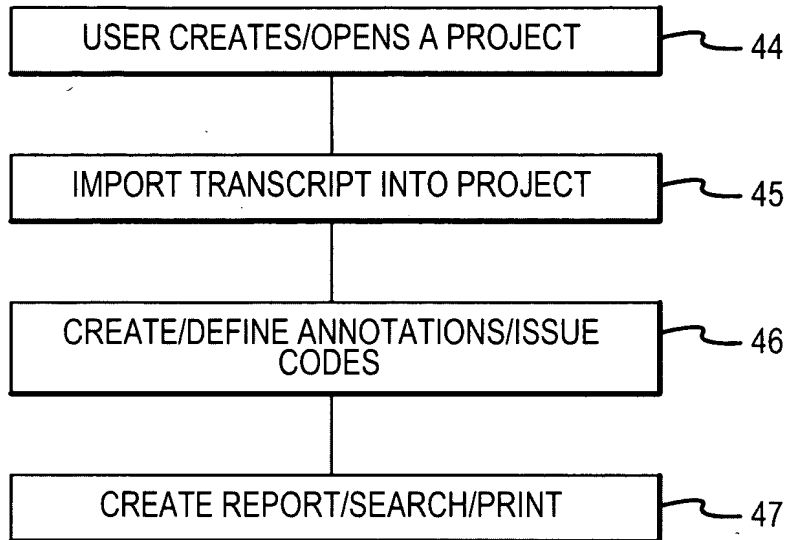 USER CREATES/OPENS A PROJECT
44
IMPORT TRANSCRIPT INTO PROJECT
45
CREATE/DEFINE ANNOTATIONS/ISSUE
CODES
46
CREATE REPORT/SEARCH/PRINT
47